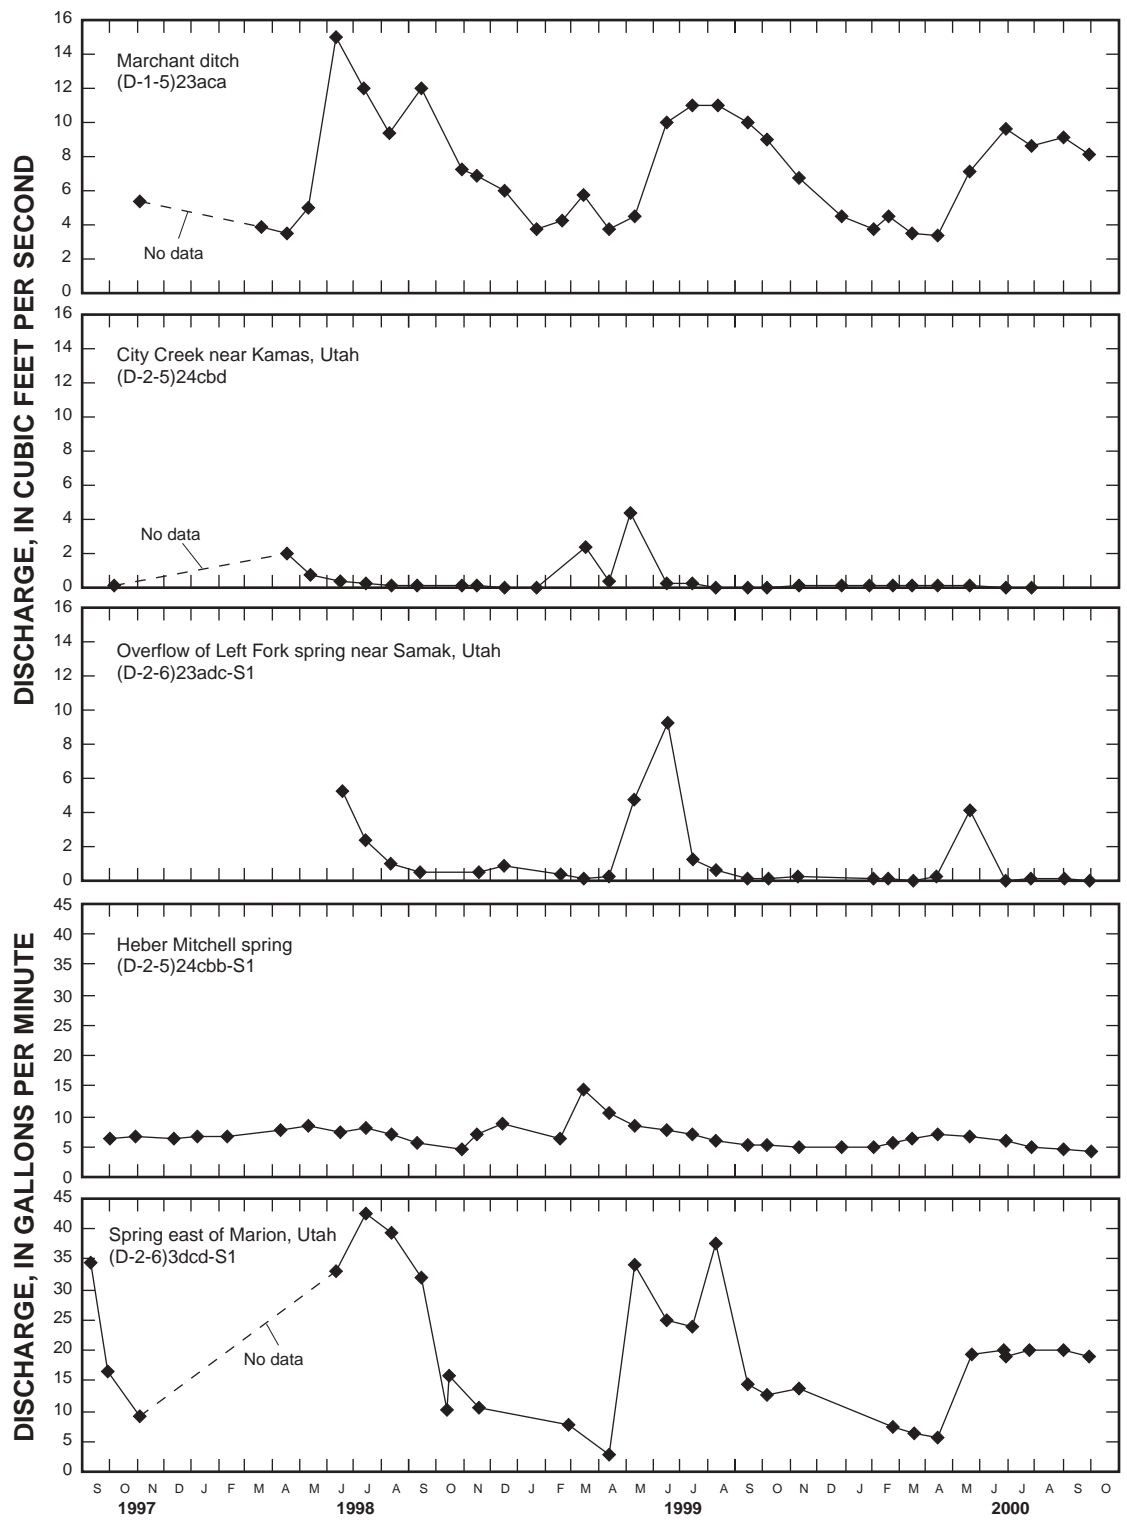 DISCHARGE, IN CUBIC FEET PER SECOND
16
14
12
10
8
6
4
2
0
Marchant ditch
(D-1-5)23aca
No data
16
14
12
10
8
6
4
2
0
City Creek near Kamas, Utah
(D-2-5)24cbd
No data
16
14
12
10
8
6
4
2
0
Overflow of Left Fork spring near Samak, Utah
(D-2-6)23adc-S1
DISCHARGE, IN GALLONS PER MINUTE
45
40
35
30
25
20
15
10
5
0
Heber Mitchell spring
(D-2-5)24cbb-S1
45
40
35
30
25
20
15
10
5
0
Spring east of Marion, Utah
(D-2-6)3dcd-S1
No data
S O N D J F M A M J J A S O N D J F M A M J J A S O N D J F M A M J J A S O
1997 1998 1999 2000